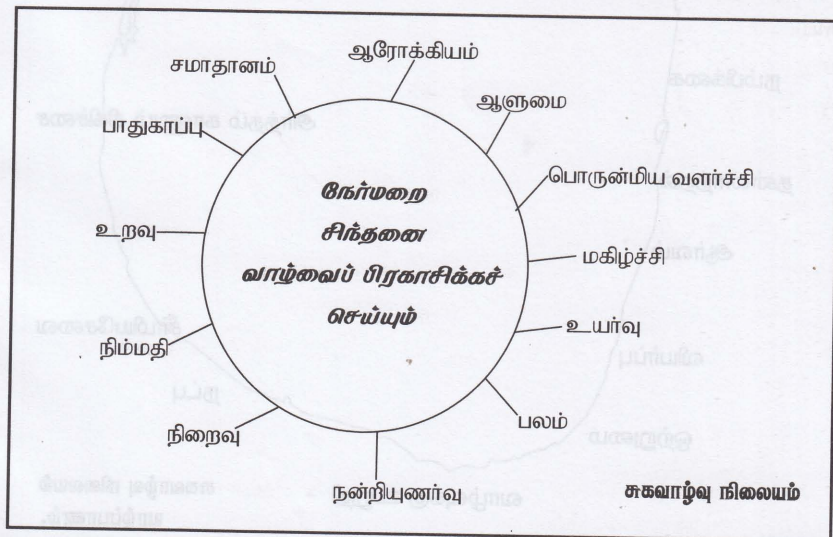 ஆரோக்கியம்
ஆளுமை
பொருன்மிய வளர்ச்சி
மகிழ்ச்சி
உயர்வு
பலம்
நன்றியுணர்வு
நிறைவு
நிம்மதி
உறவு
பாதுகாப்பு
சமாதானம்
நேர்மறை
சிந்தனை
வாழ்வைப் பிரகாசிக்கச்
செய்யும்
சுகவாழ்வு நிலையம்